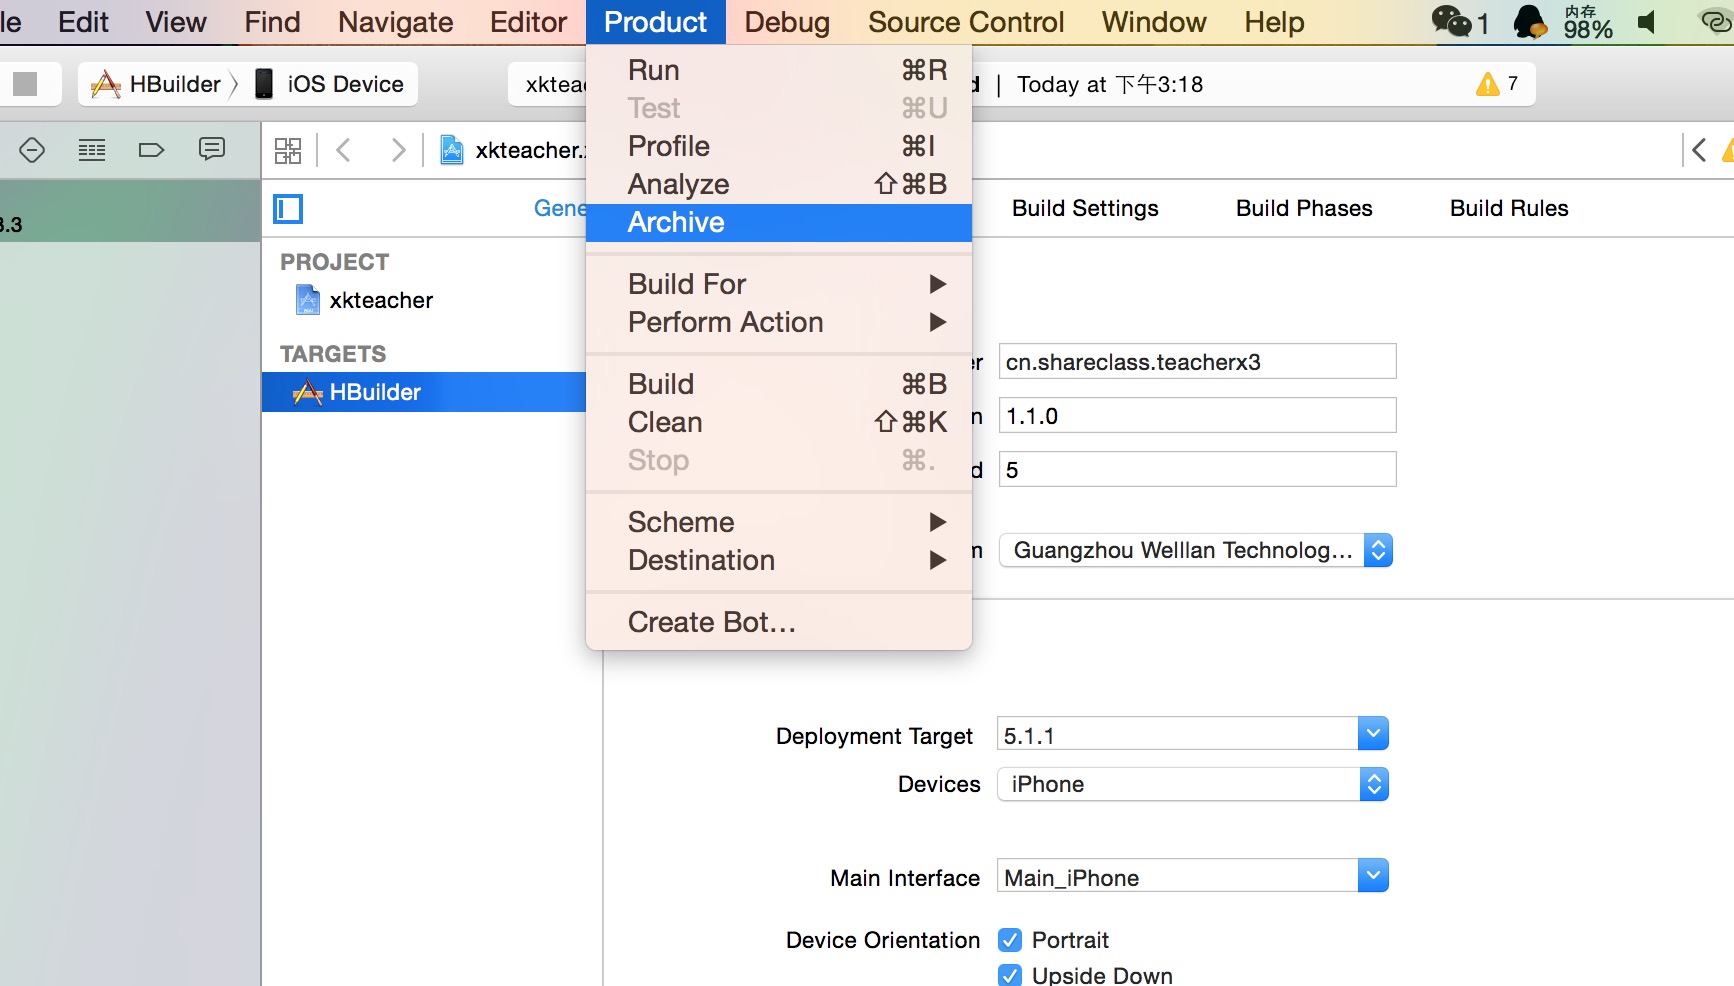 le Edit View Find Navigate Editor Product Debug Source Control Window Help 1 内存 98%
HBuilder iOS Device xktea d | Today at 下午3:18 7
xkteacher.
Gene Build Settings Build Phases Build Rules
3.3
PROJECT
xkteacher
TARGETS
HBuilder
Run ⌘R
Test ⌘U
Profile ⌘I
Analyze ⇧⌘B
Archive
Build For ▶
Perform Action ▶
Build ⌘B
Clean ⇧⌘K
Stop ⌘.
Scheme ▶
Destination ▶
Create Bot...
er cn.shareclass.teacherx3
n 1.1.0
d 5
m Guangzhou Welllan Technolog...
Deployment Target 5.1.1
Devices iPhone
Main Interface Main_iPhone
Device Orientation Portrait
Upside Down